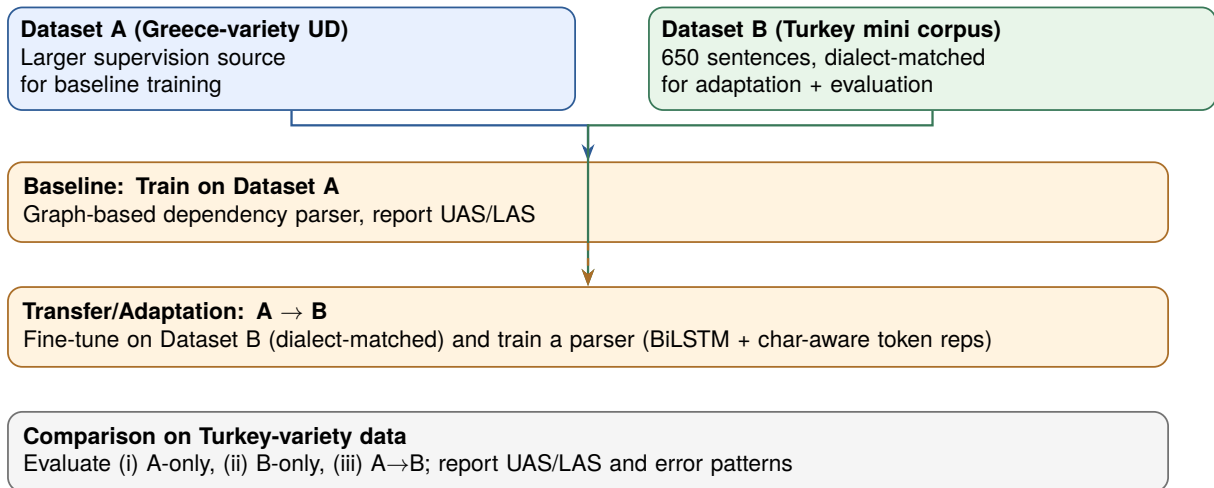 Dataset A (Greece-variety UD)
Larger supervision source
for baseline training
Dataset B (Turkey mini corpus)
650 sentences, dialect-matched
for adaptation + evaluation
Baseline: Train on Dataset A
Graph-based dependency parser, report UAS/LAS
Transfer/Adaptation: A → B
Fine-tune on Dataset B (dialect-matched) and train a parser (BiLSTM + char-aware token reps)
Comparison on Turkey-variety data
Evaluate (i) A-only, (ii) B-only, (iii) A→B; report UAS/LAS and error patterns